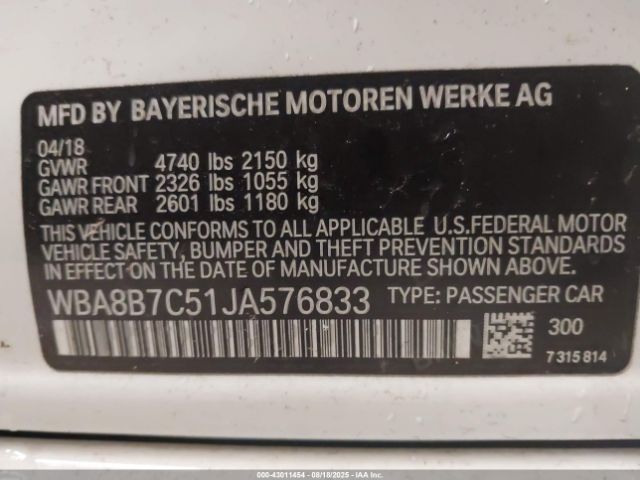 MFD BY BAYERISCHE MOTOREN WERKE AG
04/18
GVWR 4740 lbs 2150 kg
GAWR FRONT 2326 lbs 1055 kg
GAWR REAR 2601 lbs 1180 kg
THIS VEHICLE CONFORMS TO ALL APPLICABLE U.S.FEDERAL MOTOR
VEHICLE SAFETY, BUMPER AND THEFT PREVENTION STANDARDS
IN EFFECT ON THE DATE OF MANUFACTURE SHOWN ABOVE.
WBA8B7C51JA576833 TYPE: PASSENGER CAR
300
7315814
000-43011454 - 08/18/2025 - IAA Inc.